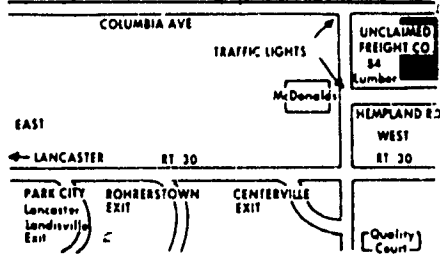 COLUMBIA AVE
TRAFFIC LIGHTS
UNCLAIMED
FREIGHT CO
84
Lumber
McDonalds
HEMPLAND RD
EAST
WEST
LANCASTER
RT 30
RT 30
PARK CITY
Lancaster
Landisville
Exit
ROHRERSTOWN
EXIT
CENTERVILLE
EXIT
Quality
Court